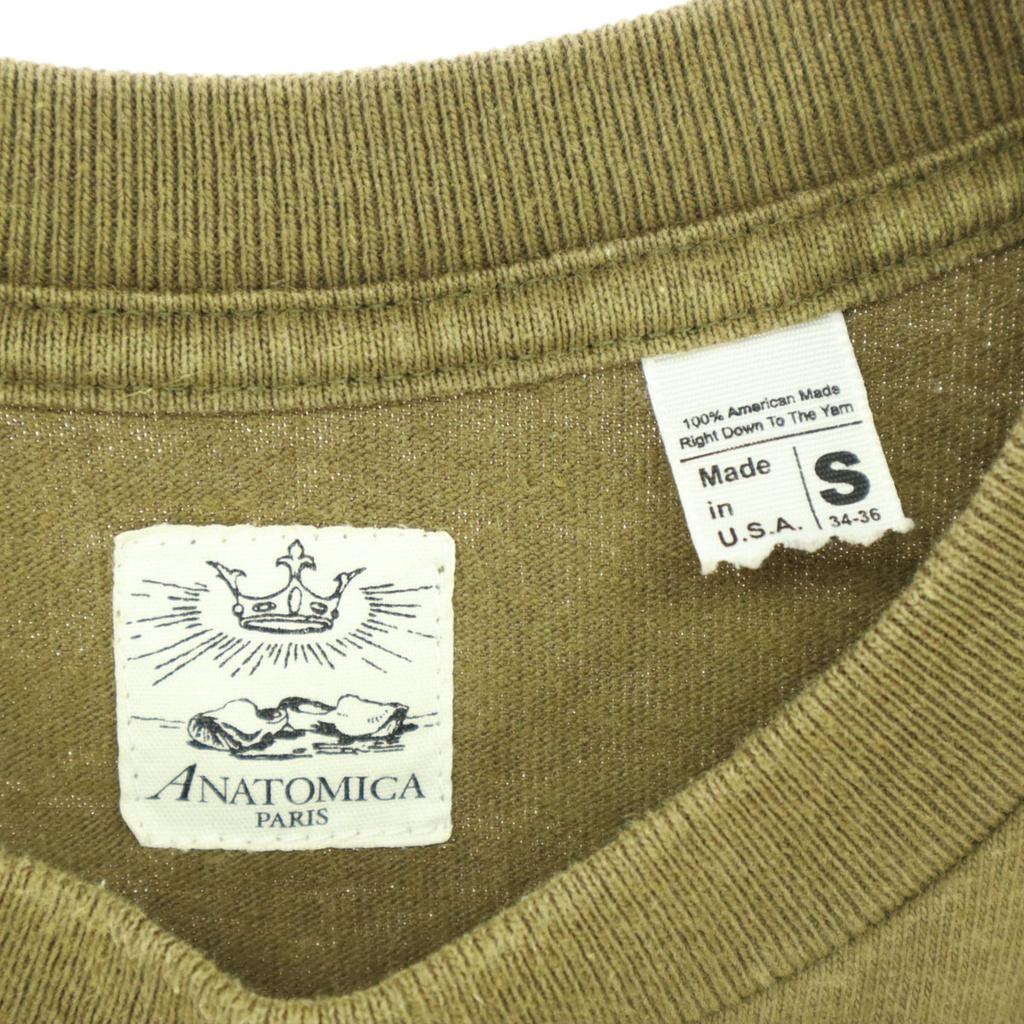 100% American Made
Right Down To The Yarn
Made
in
U.S.A.
S
34-36
ANATOMICA
PARIS